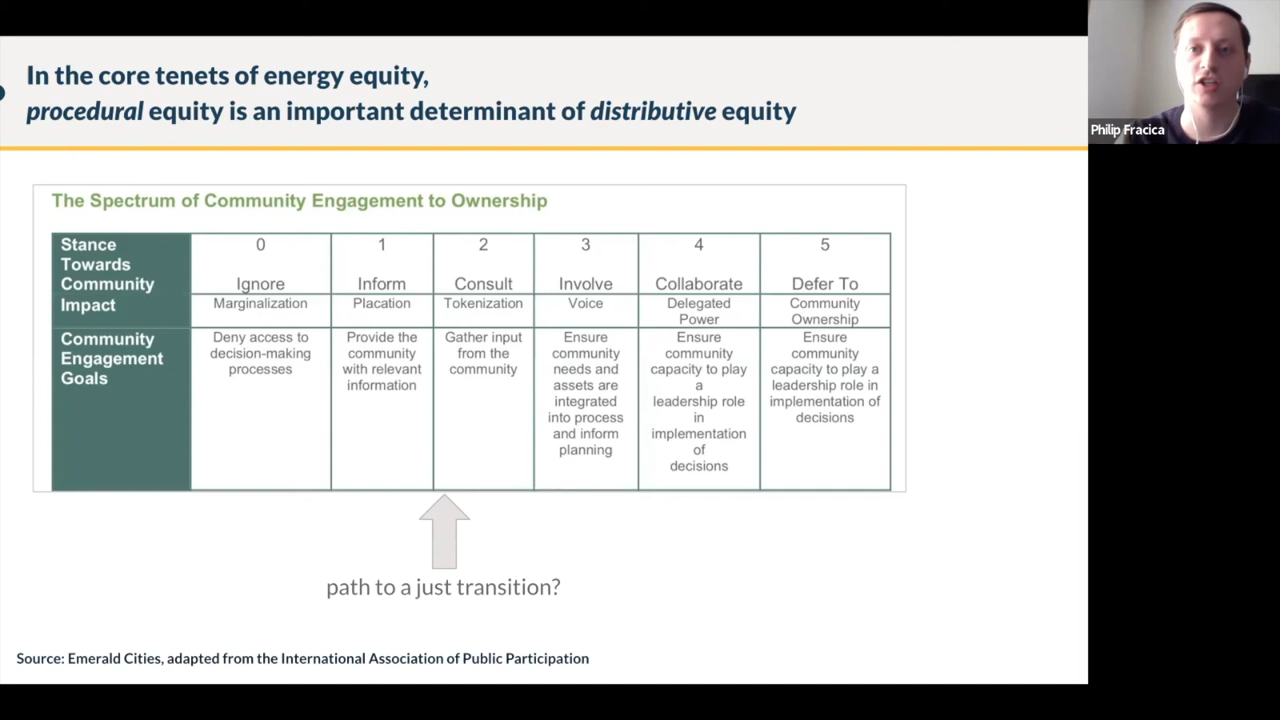 In the core tenets of energy equity,
procedural equity is an important determinant of distributive equity
Philip Fracica
The Spectrum of Community Engagement to Ownership
Stance
Towards
Community
0
Ignore
1
Inform
2
Consult
3
Involve
4
Collaborate
5
Defer To
Impact
Marginalization
Placation
Tokenization
Voice
Delegated
Power
Community
Ownership
Community
Engagement
Goals
Deny access to
decision-making
processes
Provide the
community
with relevant
information
Gather input
from the
community
Ensure
community
needs and
assets are
integrated
into process
and inform
planning
Ensure
community
capacity to play
a
leadership role
in
implementation
of
decisions
Ensure
community
capacity to play a
leadership role in
implementation of
decisions
path to a just transition?
Source: Emerald Cities, adapted from the International Association of Public Participation